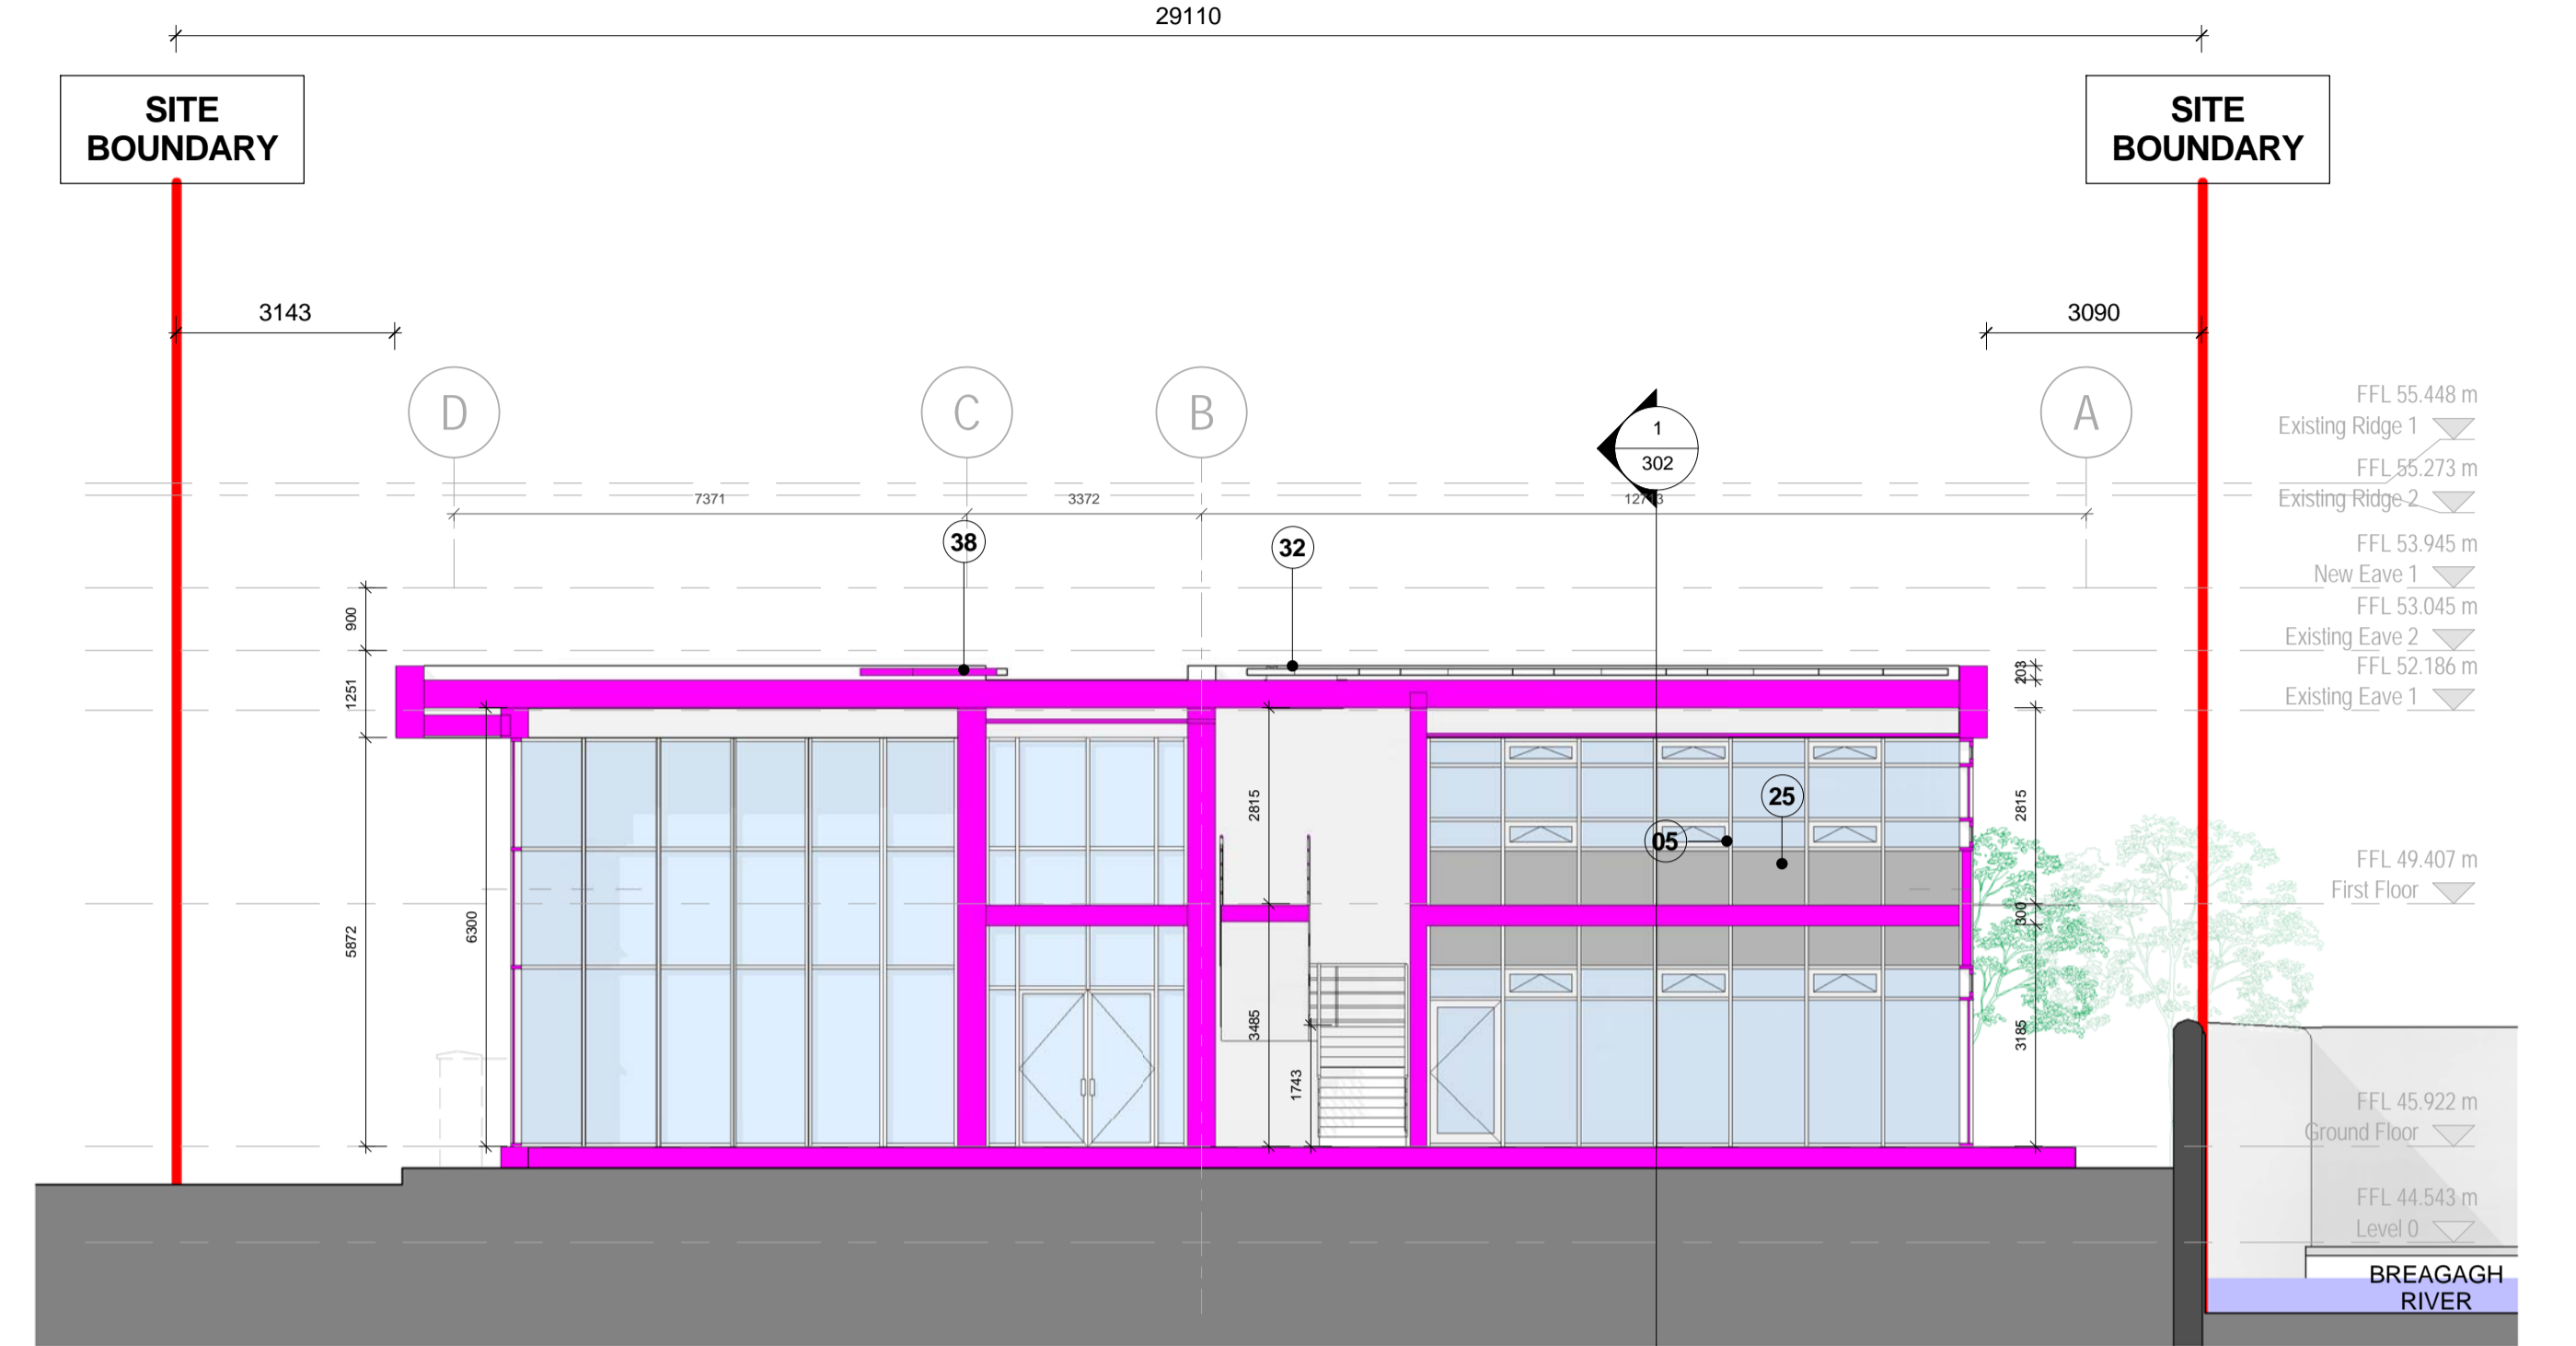 29110
SITE
BOUNDARY
SITE
BOUNDARY
3143
3090
D
C
B
A
1
302
FFL 55.448 m
Existing Ridge 1
FFL 55.273 m
Existing Ridge 2
7371
3372
12713
38
32
FFL 53.945 m
New Eave 1
900
FFL 53.045 m
Existing Eave 2
FFL 52.186 m
Existing Eave 1
1251
203
2815
2815
25
05
FFL 49.407 m
First Floor
300
6300
5872
3485
3185
1743
FFL 45.922 m
Ground Floor
FFL 44.543 m
Level 0
BREAGAGH
RIVER